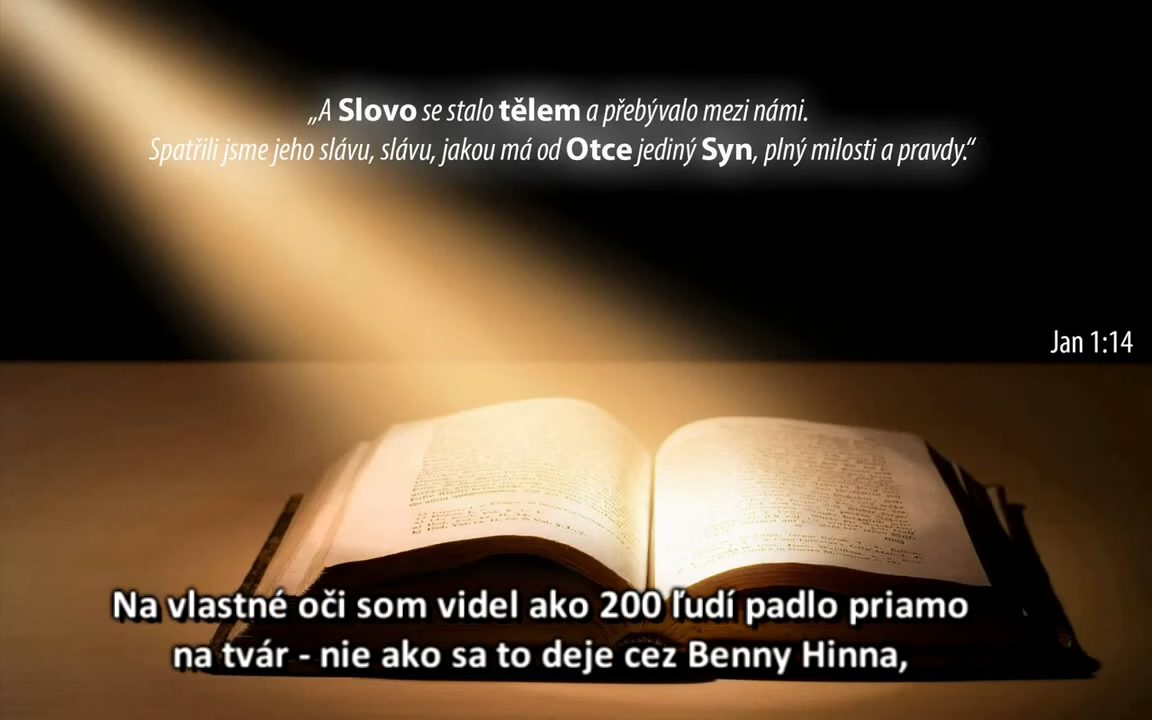 „A Slovo se stalo tělem a přebývalo mezi námi.
Spatřili jsme jeho slávu, slávu, jakou má od Otce jediný Syn, plný milosti a pravdy.“
Jan 1:14
Na vlastné oči som videl ako 200 ľudí padlo priamo
na tvár - nie ako sa to deje cez Benny Hinna,